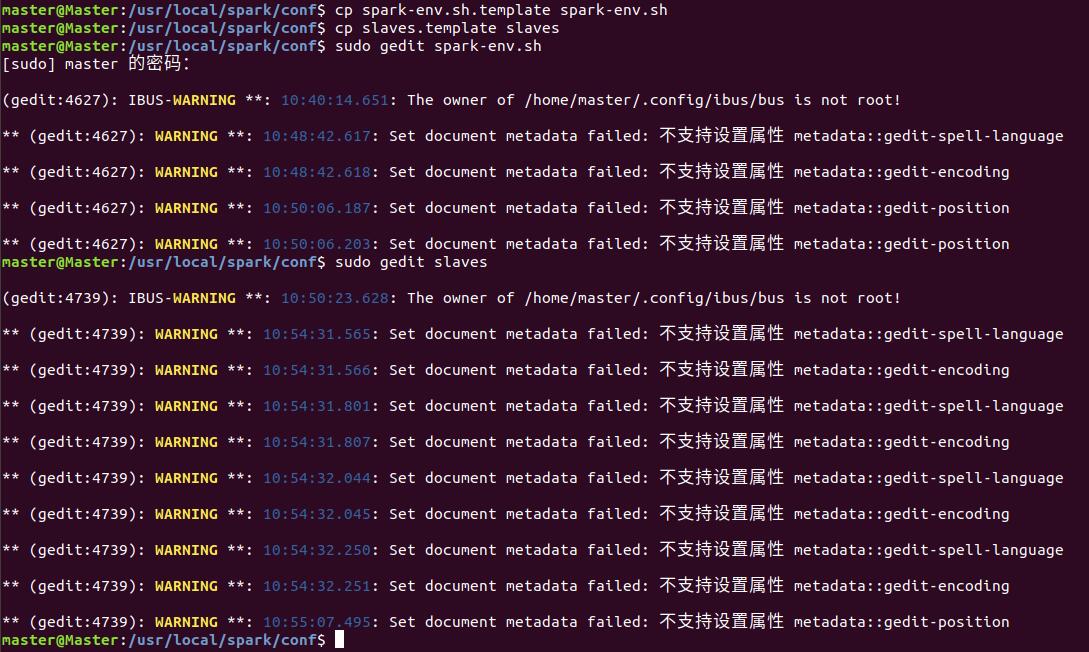 master@Master:/usr/local/spark/conf$ cp spark-env.sh.template spark-env.sh
master@Master:/usr/local/spark/conf$ cp slaves.template slaves
master@Master:/usr/local/spark/conf$ sudo gedit spark-env.sh
[sudo] master 的密码：
(gedit:4627): IBUS-WARNING **: 10:40:14.651: The owner of /home/master/.config/ibus/bus is not root!
** (gedit:4627): WARNING **: 10:48:42.617: Set document metadata failed: 不支持设置属性 metadata::gedit-spell-language
** (gedit:4627): WARNING **: 10:48:42.618: Set document metadata failed: 不支持设置属性 metadata::gedit-encoding
** (gedit:4627): WARNING **: 10:50:06.187: Set document metadata failed: 不支持设置属性 metadata::gedit-position
** (gedit:4627): WARNING **: 10:50:06.203: Set document metadata failed: 不支持设置属性 metadata::gedit-position
master@Master:/usr/local/spark/conf$ sudo gedit slaves
(gedit:4739): IBUS-WARNING **: 10:50:23.628: The owner of /home/master/.config/ibus/bus is not root!
** (gedit:4739): WARNING **: 10:54:31.565: Set document metadata failed: 不支持设置属性 metadata::gedit-spell-language
** (gedit:4739): WARNING **: 10:54:31.566: Set document metadata failed: 不支持设置属性 metadata::gedit-encoding
** (gedit:4739): WARNING **: 10:54:31.801: Set document metadata failed: 不支持设置属性 metadata::gedit-spell-language
** (gedit:4739): WARNING **: 10:54:31.807: Set document metadata failed: 不支持设置属性 metadata::gedit-encoding
** (gedit:4739): WARNING **: 10:54:32.044: Set document metadata failed: 不支持设置属性 metadata::gedit-spell-language
** (gedit:4739): WARNING **: 10:54:32.045: Set document metadata failed: 不支持设置属性 metadata::gedit-encoding
** (gedit:4739): WARNING **: 10:54:32.250: Set document metadata failed: 不支持设置属性 metadata::gedit-spell-language
** (gedit:4739): WARNING **: 10:54:32.251: Set document metadata failed: 不支持设置属性 metadata::gedit-encoding
** (gedit:4739): WARNING **: 10:55:07.495: Set document metadata failed: 不支持设置属性 metadata::gedit-position
master@Master:/usr/local/spark/conf$